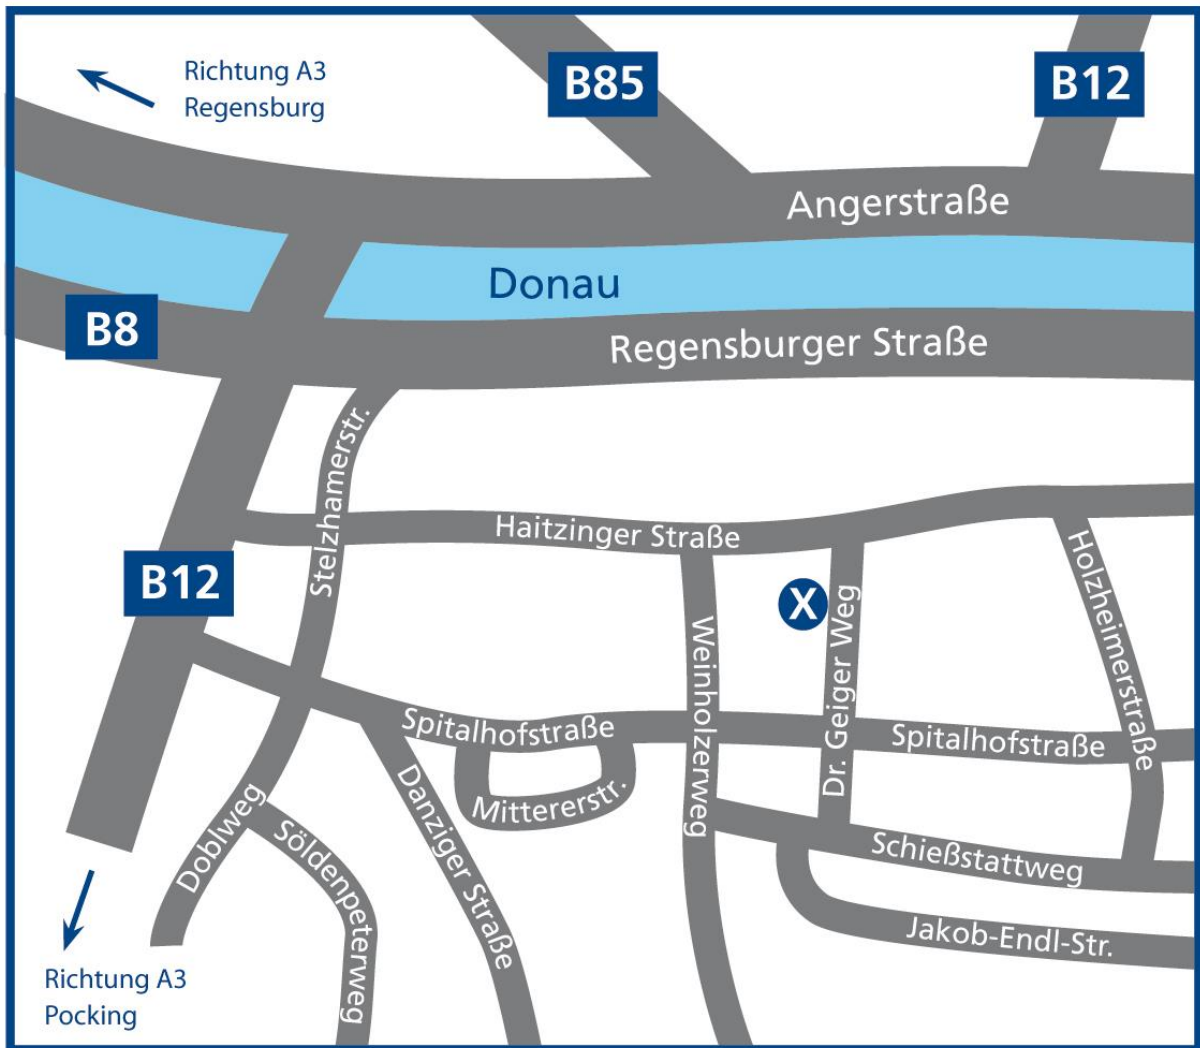 Richtung A3
Regensburg
B85
B12
Angerstraße
Donau
B8
Regensburger Straße
Stelzhamerstr.
Haitzinger Straße
Holzheimerstraße
B12
X
Dr. Geiger Weg
Weinholzerweg
Spitalhofstraße
Spitalhofstraße
Mittererstr.
Danziger Straße
Doblweg
Söldenpeterweg
Schießstattweg
Jakob-Endl-Str.
Richtung A3
Pocking